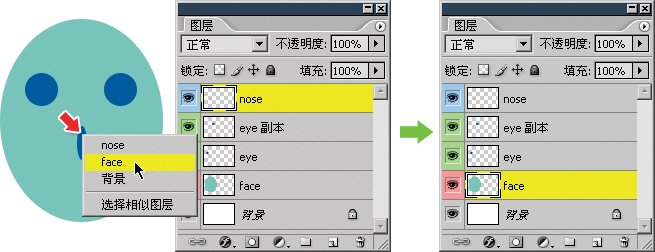 nose
face
背景
选择相似图层
图层
正常 不透明度: 100%
锁定: 填充: 100%
nose
eye 副本
eye
face
背景
图层
正常 不透明度: 100%
锁定: 填充: 100%
nose
eye 副本
eye
face
背景